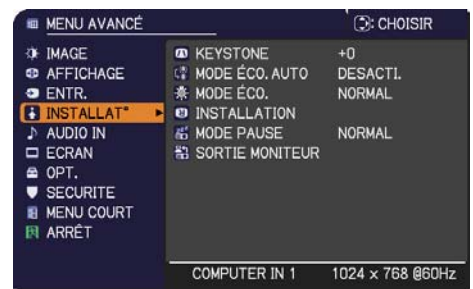 MENU AVANCÉ : CHOISIR
IMAGE
AFFICHAGE
ENTR.
INSTALLAT°
AUDIO IN
ECRAN
OPT.
SECURITE
MENU COURT
ARRÊT
KEYSTONE +0
MODE ÉCO. AUTO DESACTI.
MODE ÉCO. NORMAL
INSTALLATION
MODE PAUSE NORMAL
SORTIE MONITEUR
COMPUTER IN 1 1024 x 768 @60Hz